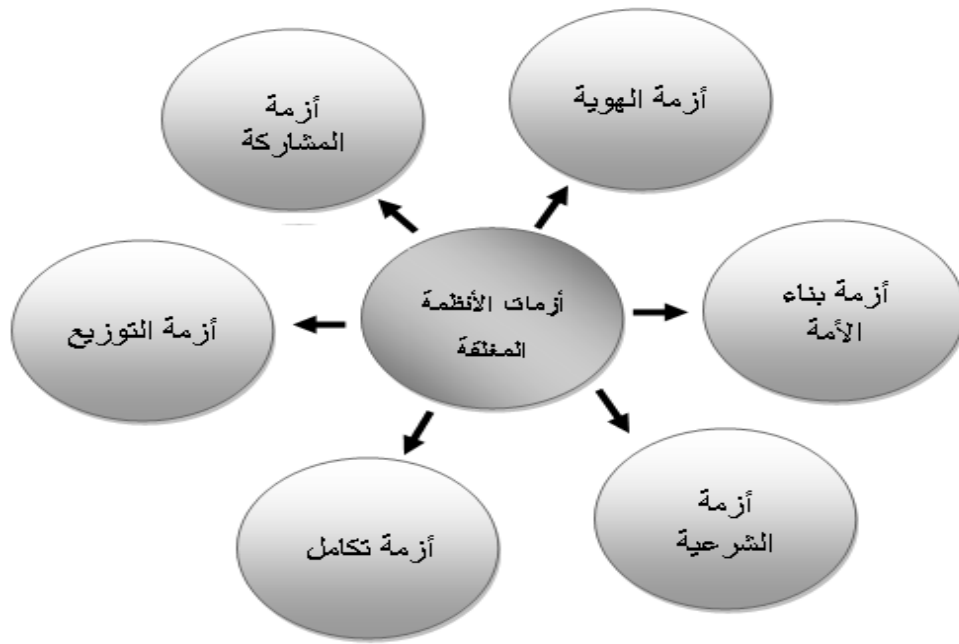 أزمة الهوية
أزمة
المشاركة
أزمات الأنظمة
المغلقة
أزمة بناء
الأمة
أزمة التوزيع
أزمة
الشرعية
أزمة تكامل